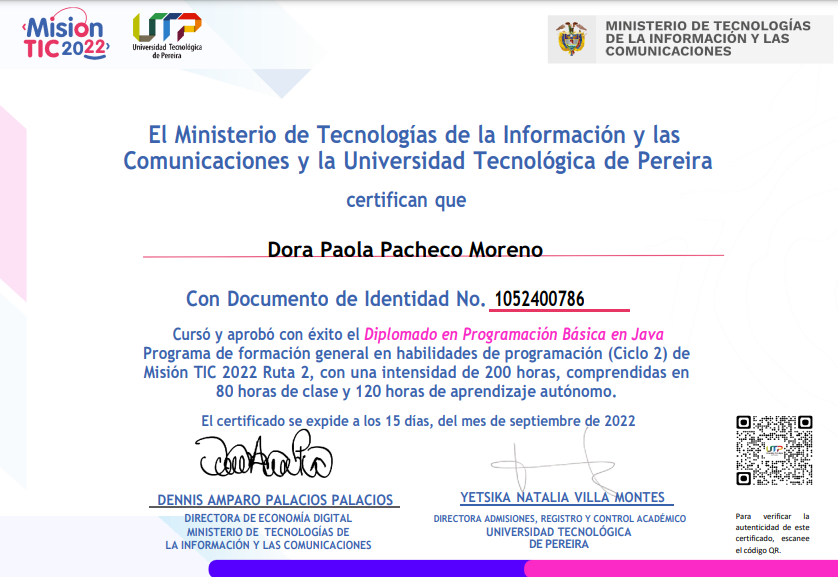 Misión
TIC 2022
UTP
Universidad Tecnológica
de Pereira
MINISTERIO DE TECNOLOGÍAS
DE LA INFORMACIÓN Y LAS
COMUNICACIONES
El Ministerio de Tecnologías de la Información y las
Comunicaciones y la Universidad Tecnológica de Pereira
certifican que
Dora Paola Pacheco Moreno
Con Documento de Identidad No. 1052400786
Cursó y aprobó con éxito el Diplomado en Programación Básica en Java
Programa de formación general en habilidades de programación (Ciclo 2) de
Misión TIC 2022 Ruta 2, con una intensidad de 200 horas, comprendidas en
80 horas de clase y 120 horas de aprendizaje autónomo.
El certificado se expide a los 15 días, del mes de septiembre de 2022
DENNIS AMPARO PALACIOS PALACIOS
DIRECTORA DE ECONOMÍA DIGITAL
MINISTERIO DE TECNOLOGÍAS DE
LA INFORMACIÓN Y LAS COMUNICACIONES
YETSIKA NATALIA VILLA MONTES
DIRECTORA ADMISIONES, REGISTRO Y CONTROL ACADÉMICO
UNIVERSIDAD TECNOLÓGICA
DE PEREIRA
UTP
Para verificar la
autenticidad de este
certificado, escanee
el código QR.